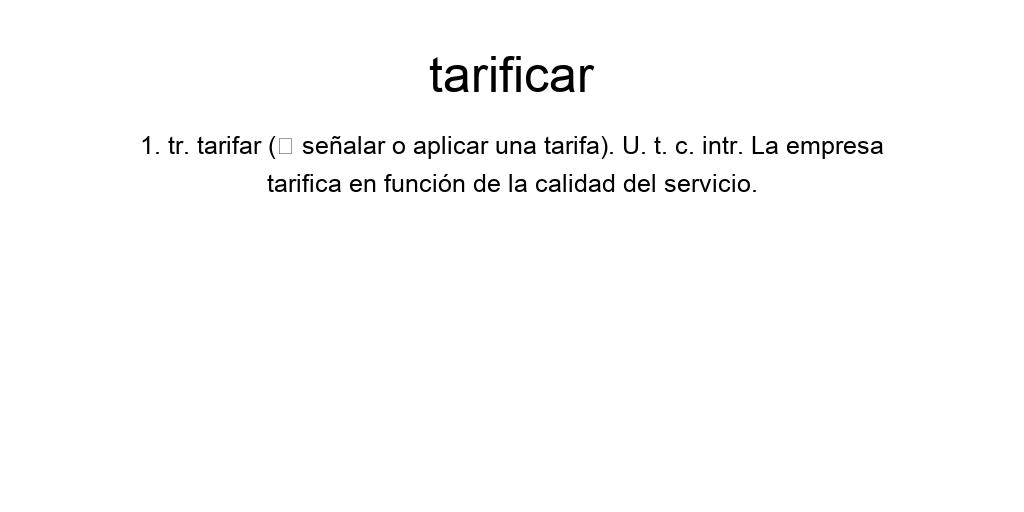 tarificar
1. tr. tarifar (□ señalar o aplicar una tarifa). U. t. c. intr. La empresa
tarifica en función de la calidad del servicio.